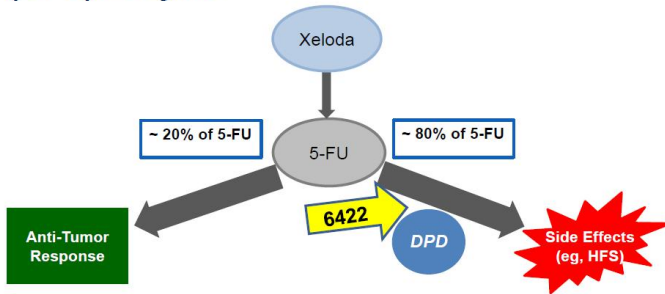 Xeloda
~ 20% of 5-FU
~ 80% of 5-FU
5-FU
6422
DPD
Anti-Tumor
Response
Side Effects
(eg, HFS)